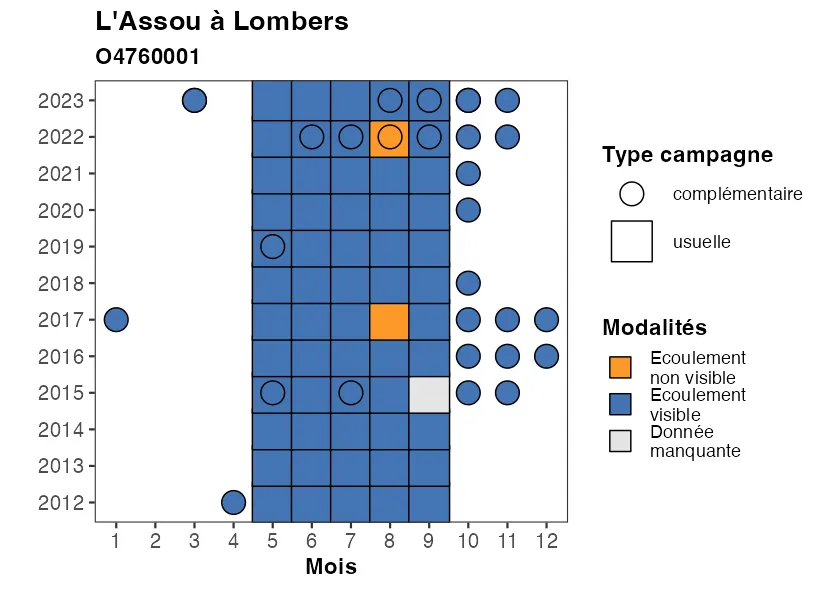 L'Assou à Lombers
O4760001
2023
2022
2021
2020
2019
2018
2017
2016
2015
2014
2013
2012
1 2 3 4 5 6 7 8 9 10 11 12
Mois
Type campagne
complémentaire
usuelle
Modalités
Ecoulement
non visible
Ecoulement
visible
Donnée
manquante